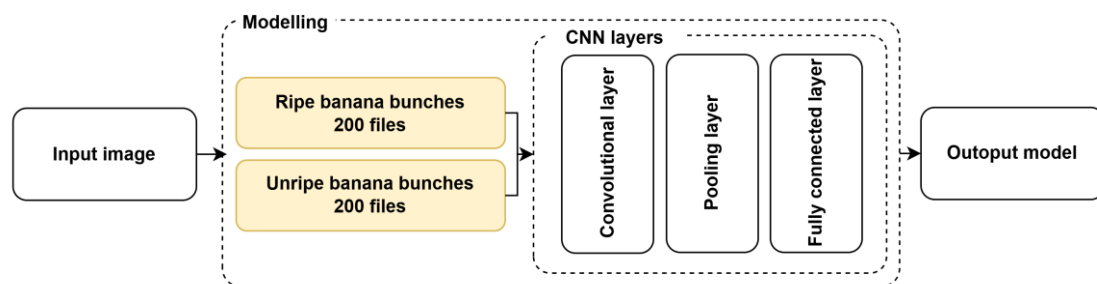 Modelling
CNN layers
Input image
Ripe banana bunches
200 files
Unripe banana bunches
200 files
Convolutional layer
Pooling layer
Fully connected layer
Outoput model